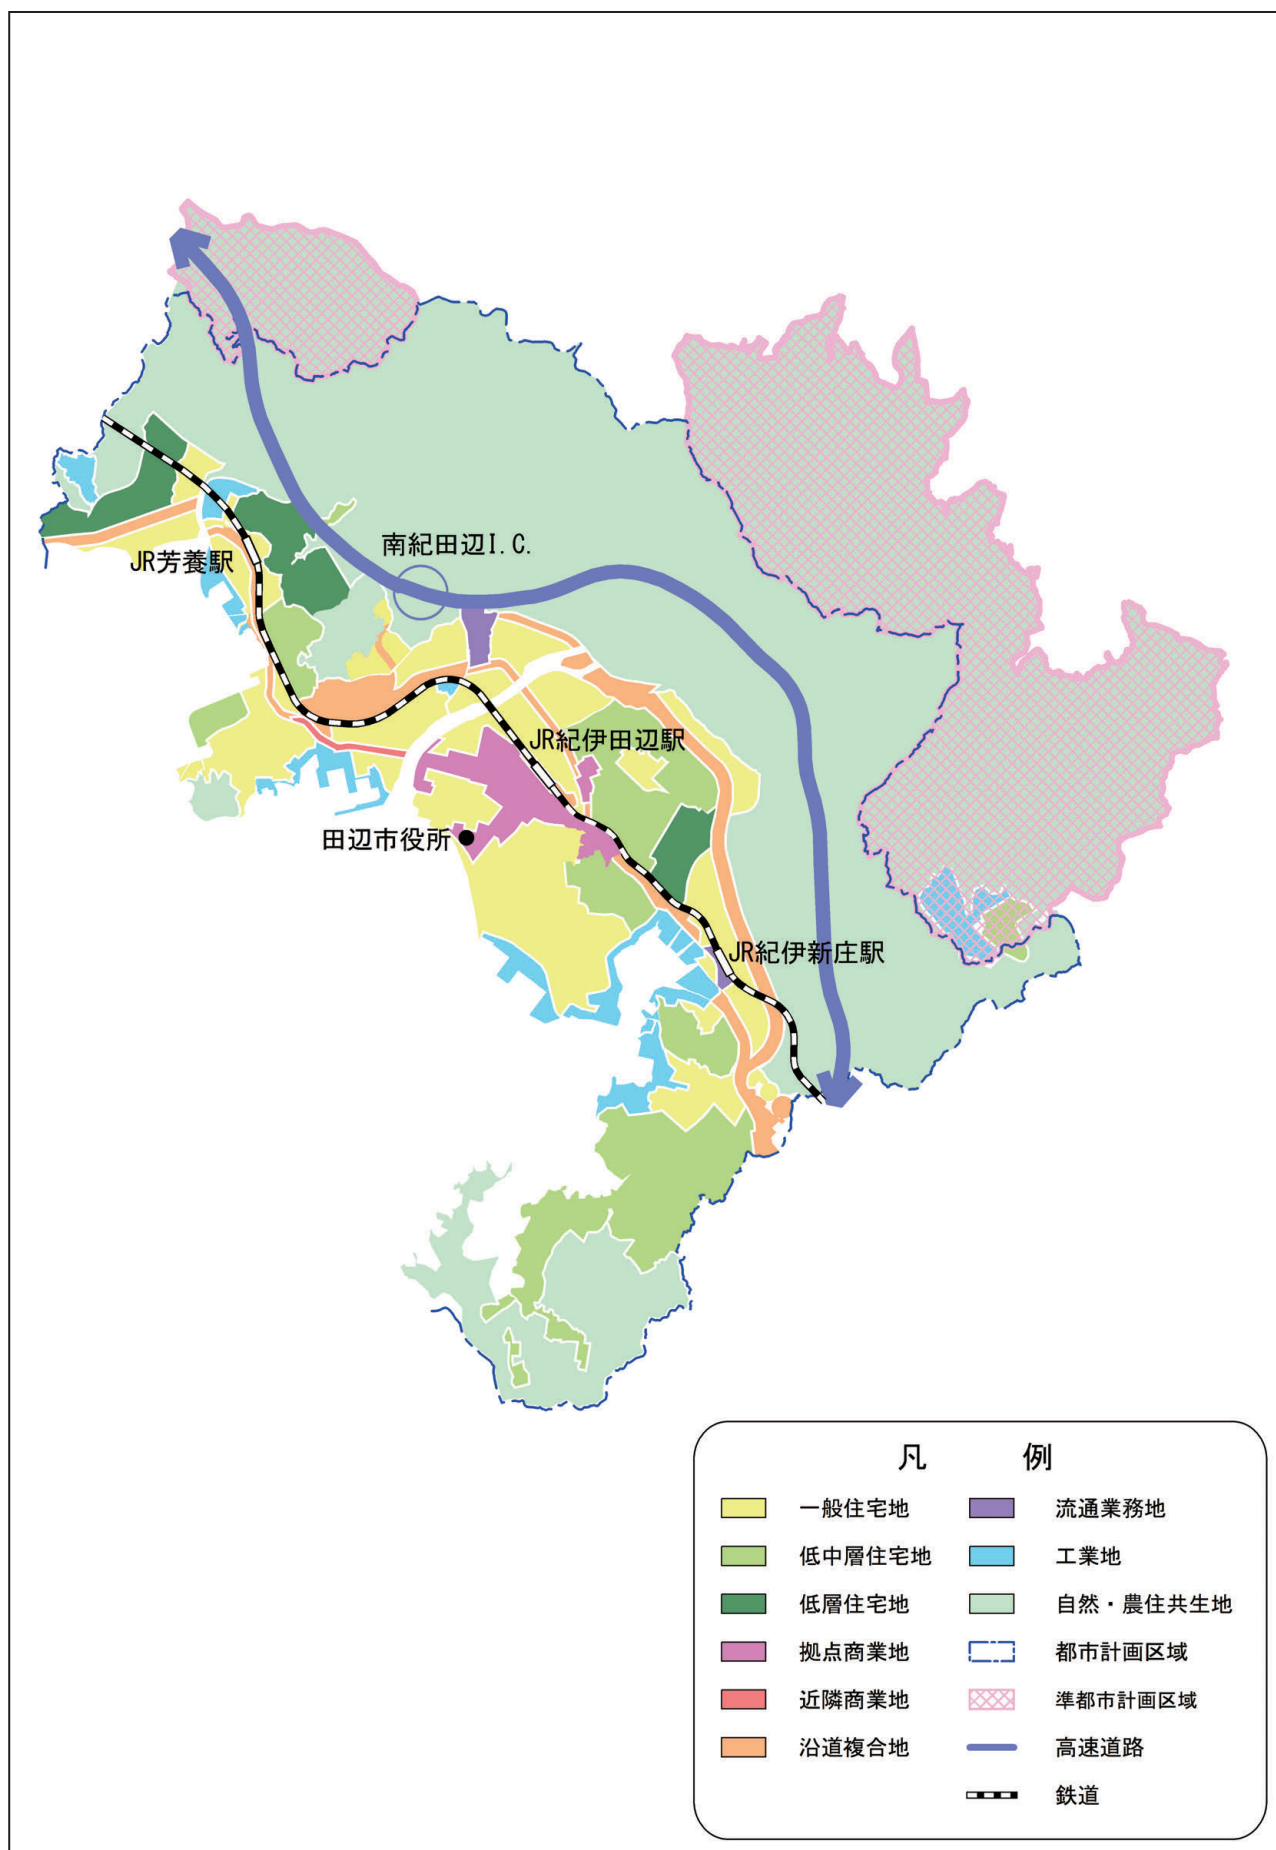 南紀田辺I.C.
JR芳養駅
JR紀伊田辺駅
田辺市役所
JR紀伊新庄駅
凡　例
一般住宅地
低中層住宅地
低層住宅地
拠点商業地
近隣商業地
沿道複合地
流通業務地
工業地
自然・農住共生地
都市計画区域
準都市計画区域
高速道路
鉄道